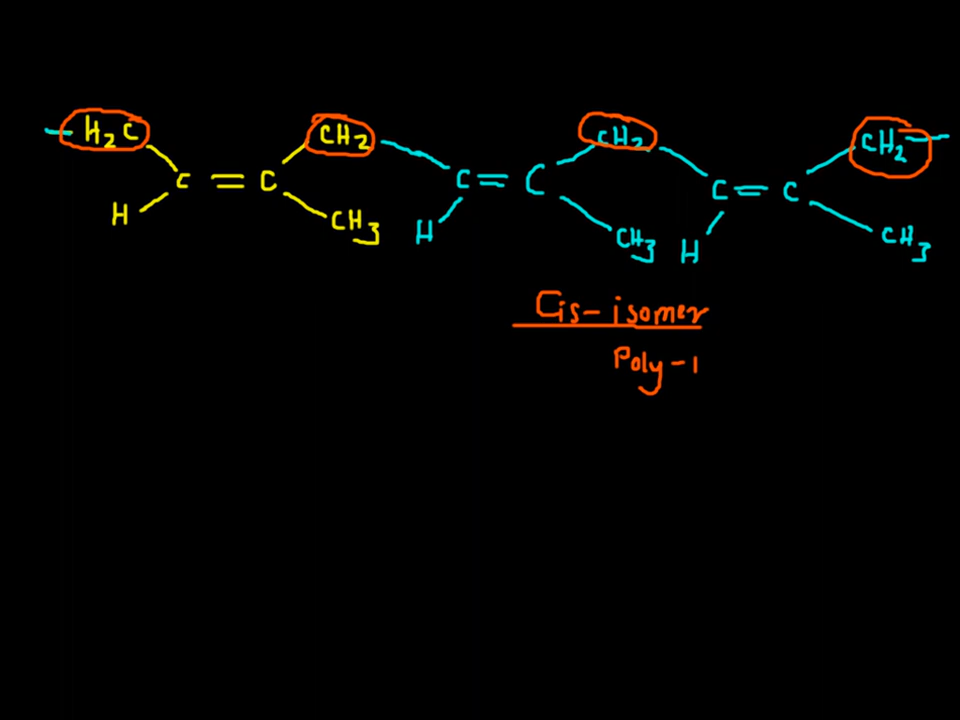 H2C CH2 CH2 CH2
C = C C = C C = C
H CH3 H CH3 H CH3
Cis-isomer
Poly-1